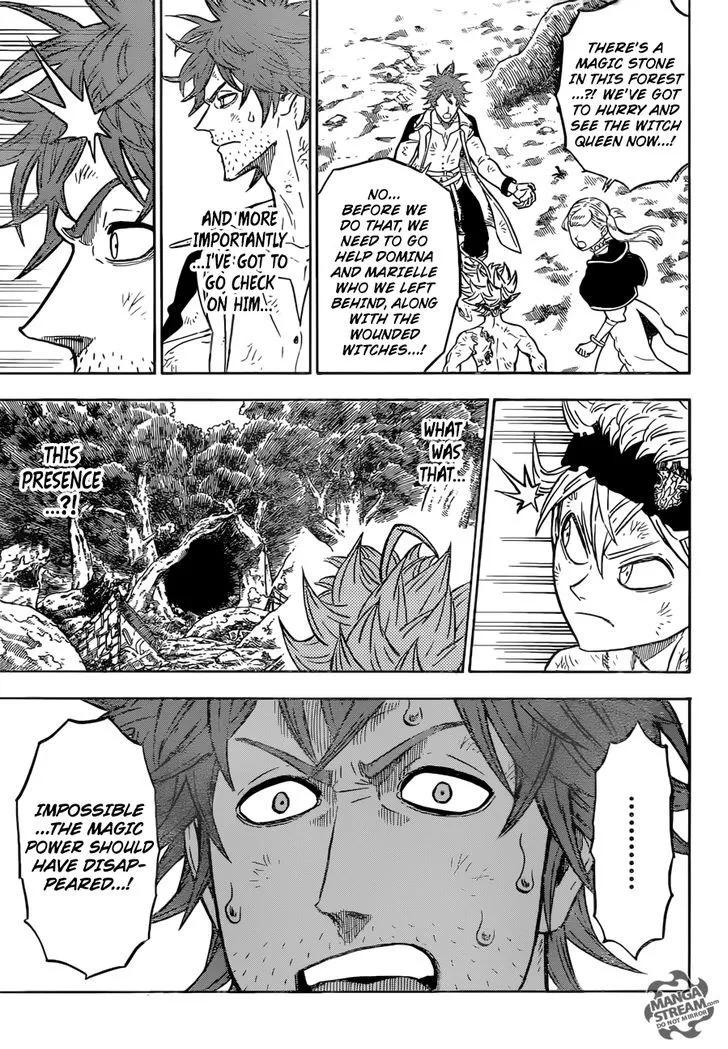 THERE'S A
MAGIC STONE
IN THIS FOREST
...?! WE'VE GOT
TO HURRY AND
SEE THE WITCH
QUEEN NOW...!
NO...
BEFORE WE
DO THAT, WE
NEED TO GO
HELP DOMINA
AND MARIELLE
WHO WE LEFT
BEHIND, ALONG
WITH THE
WOUNDED
WITCHES...!
AND MORE
IMPORTANTLY
...I'VE GOT TO
GO CHECK
ON HIM...
WHAT
WAS
THAT...
THIS
PRESENCE
...?!
.........
IMPOSSIBLE
...THE MAGIC
POWER SHOULD
HAVE DISAP-
PEARED...!
MANGA
STREAM.COM
DO NOT MIRROR